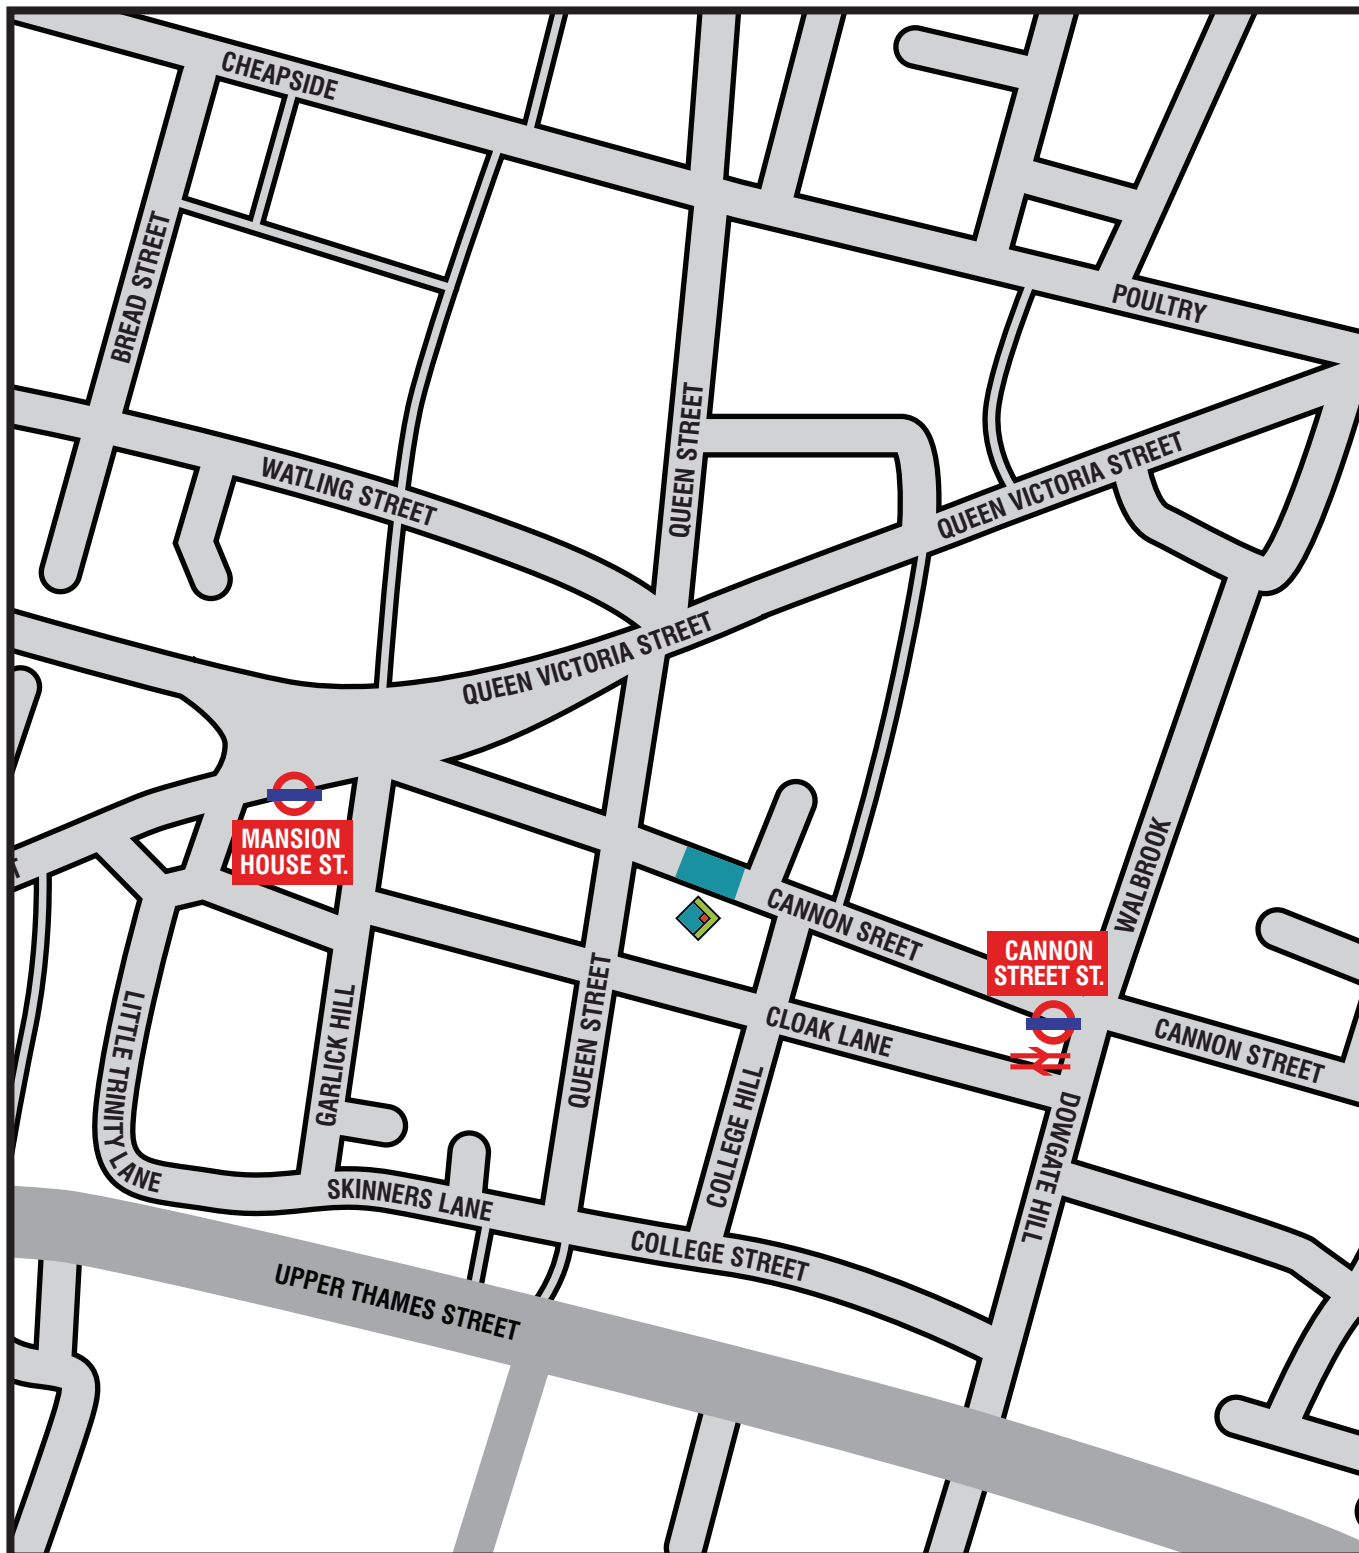 CHEAPSIDE
BREAD STREET
POULTRY
QUEEN STREET
WATLING STREET
QUEEN VICTORIA STREET
QUEEN VICTORIA STREET
MANSION
HOUSE ST.
WALBROOK
CANNON SREET
CANNON
STREET ST.
CANNON STREET
CLOAK LANE
QUEEN STREET
GARLICK HILL
LITTLE TRINITY LANE
COLLEGE HILL
DOWGATE HILL
SKINNERS LANE
COLLEGE STREET
UPPER THAMES STREET